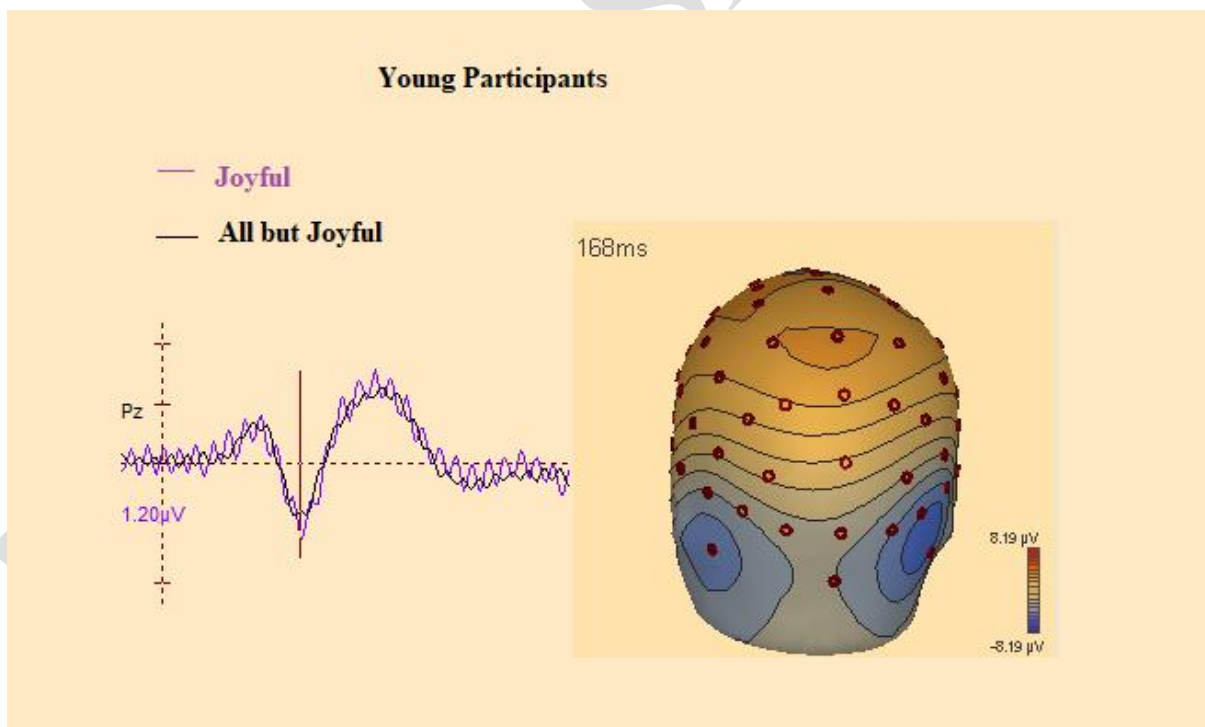 Young Participants
Joyful
All but Joyful
168ms
Pz
1.20µV
8.19 µV
-8.19 µV